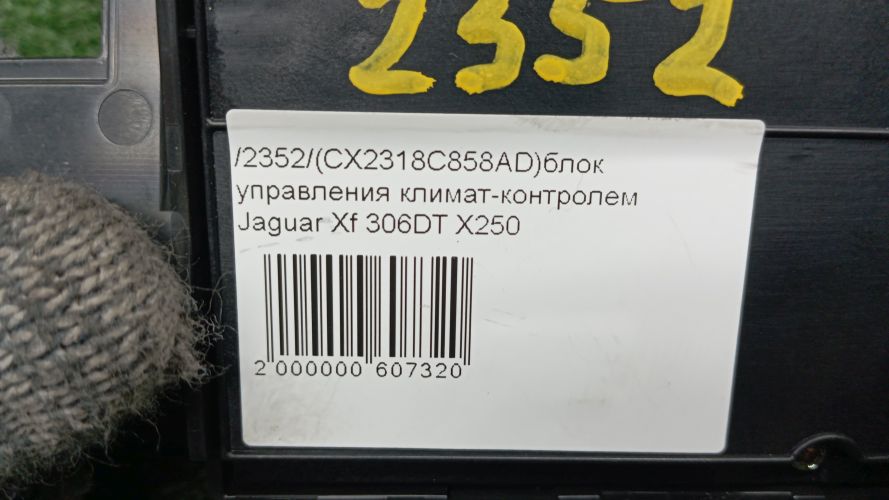 2352
/2352/(CX2318C858AD)блок
управления климат-контролем
Jaguar Xf 306DT X250
2 000000 607320